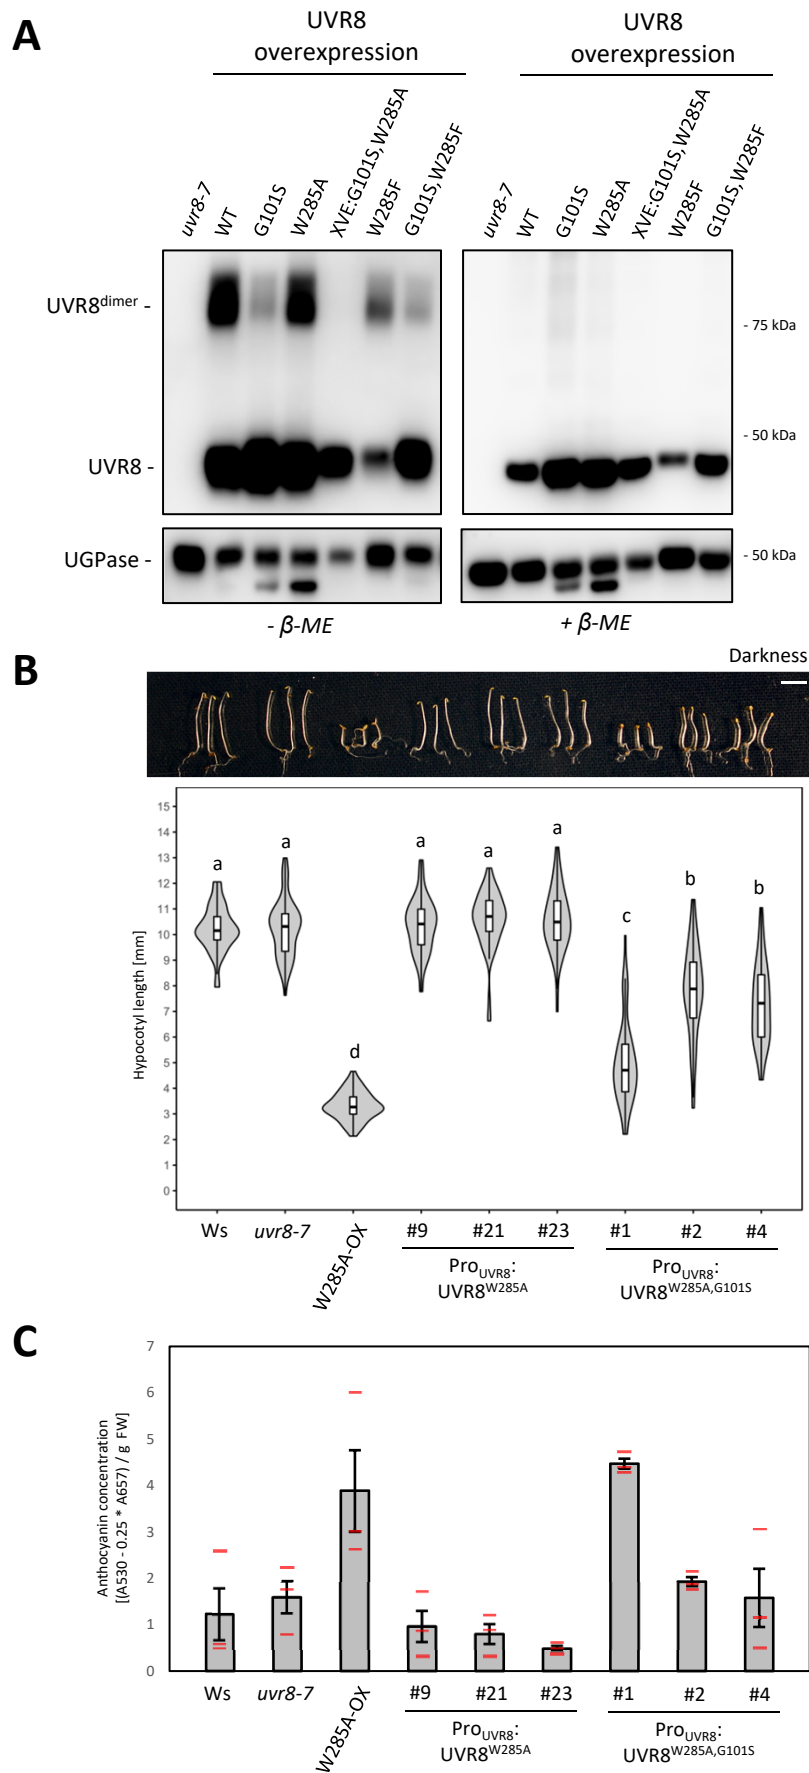 A
UVR8
overexpression
UVR8
overexpression
uvr8-7
WT
G101S
W285A
XVE:G101S,W285A
W285F
G101S,W285F
uvr8-7
WT
G101S
W285A
XVE:G101S,W285A
W285F
G101S,W285F
UVR8dimer -
- 75 kDa
- 50 kDa
UVR8 -
UGPase -
- 50 kDa
- β-ME
+ β-ME
B
Darkness
Hypocotyl length [mm]
15
14
13
12
11
10
9
8
7
6
5
4
3
2
1
0
a
a
d
a
a
a
c
b
b
Ws
uvr8-7
W285A-OX
#9
#21
#23
#1
#2
#4
ProUVR8:
UVR8W285A
ProUVR8:
UVR8W285A,G101S
C
Anthocyanin concentration
[(A530 - 0.25 * A657) / g FW]
7
6
5
4
3
2
1
0
Ws
uvr8-7
W285A-OX
#9
#21
#23
#1
#2
#4
ProUVR8:
UVR8W285A
ProUVR8:
UVR8W285A,G101S